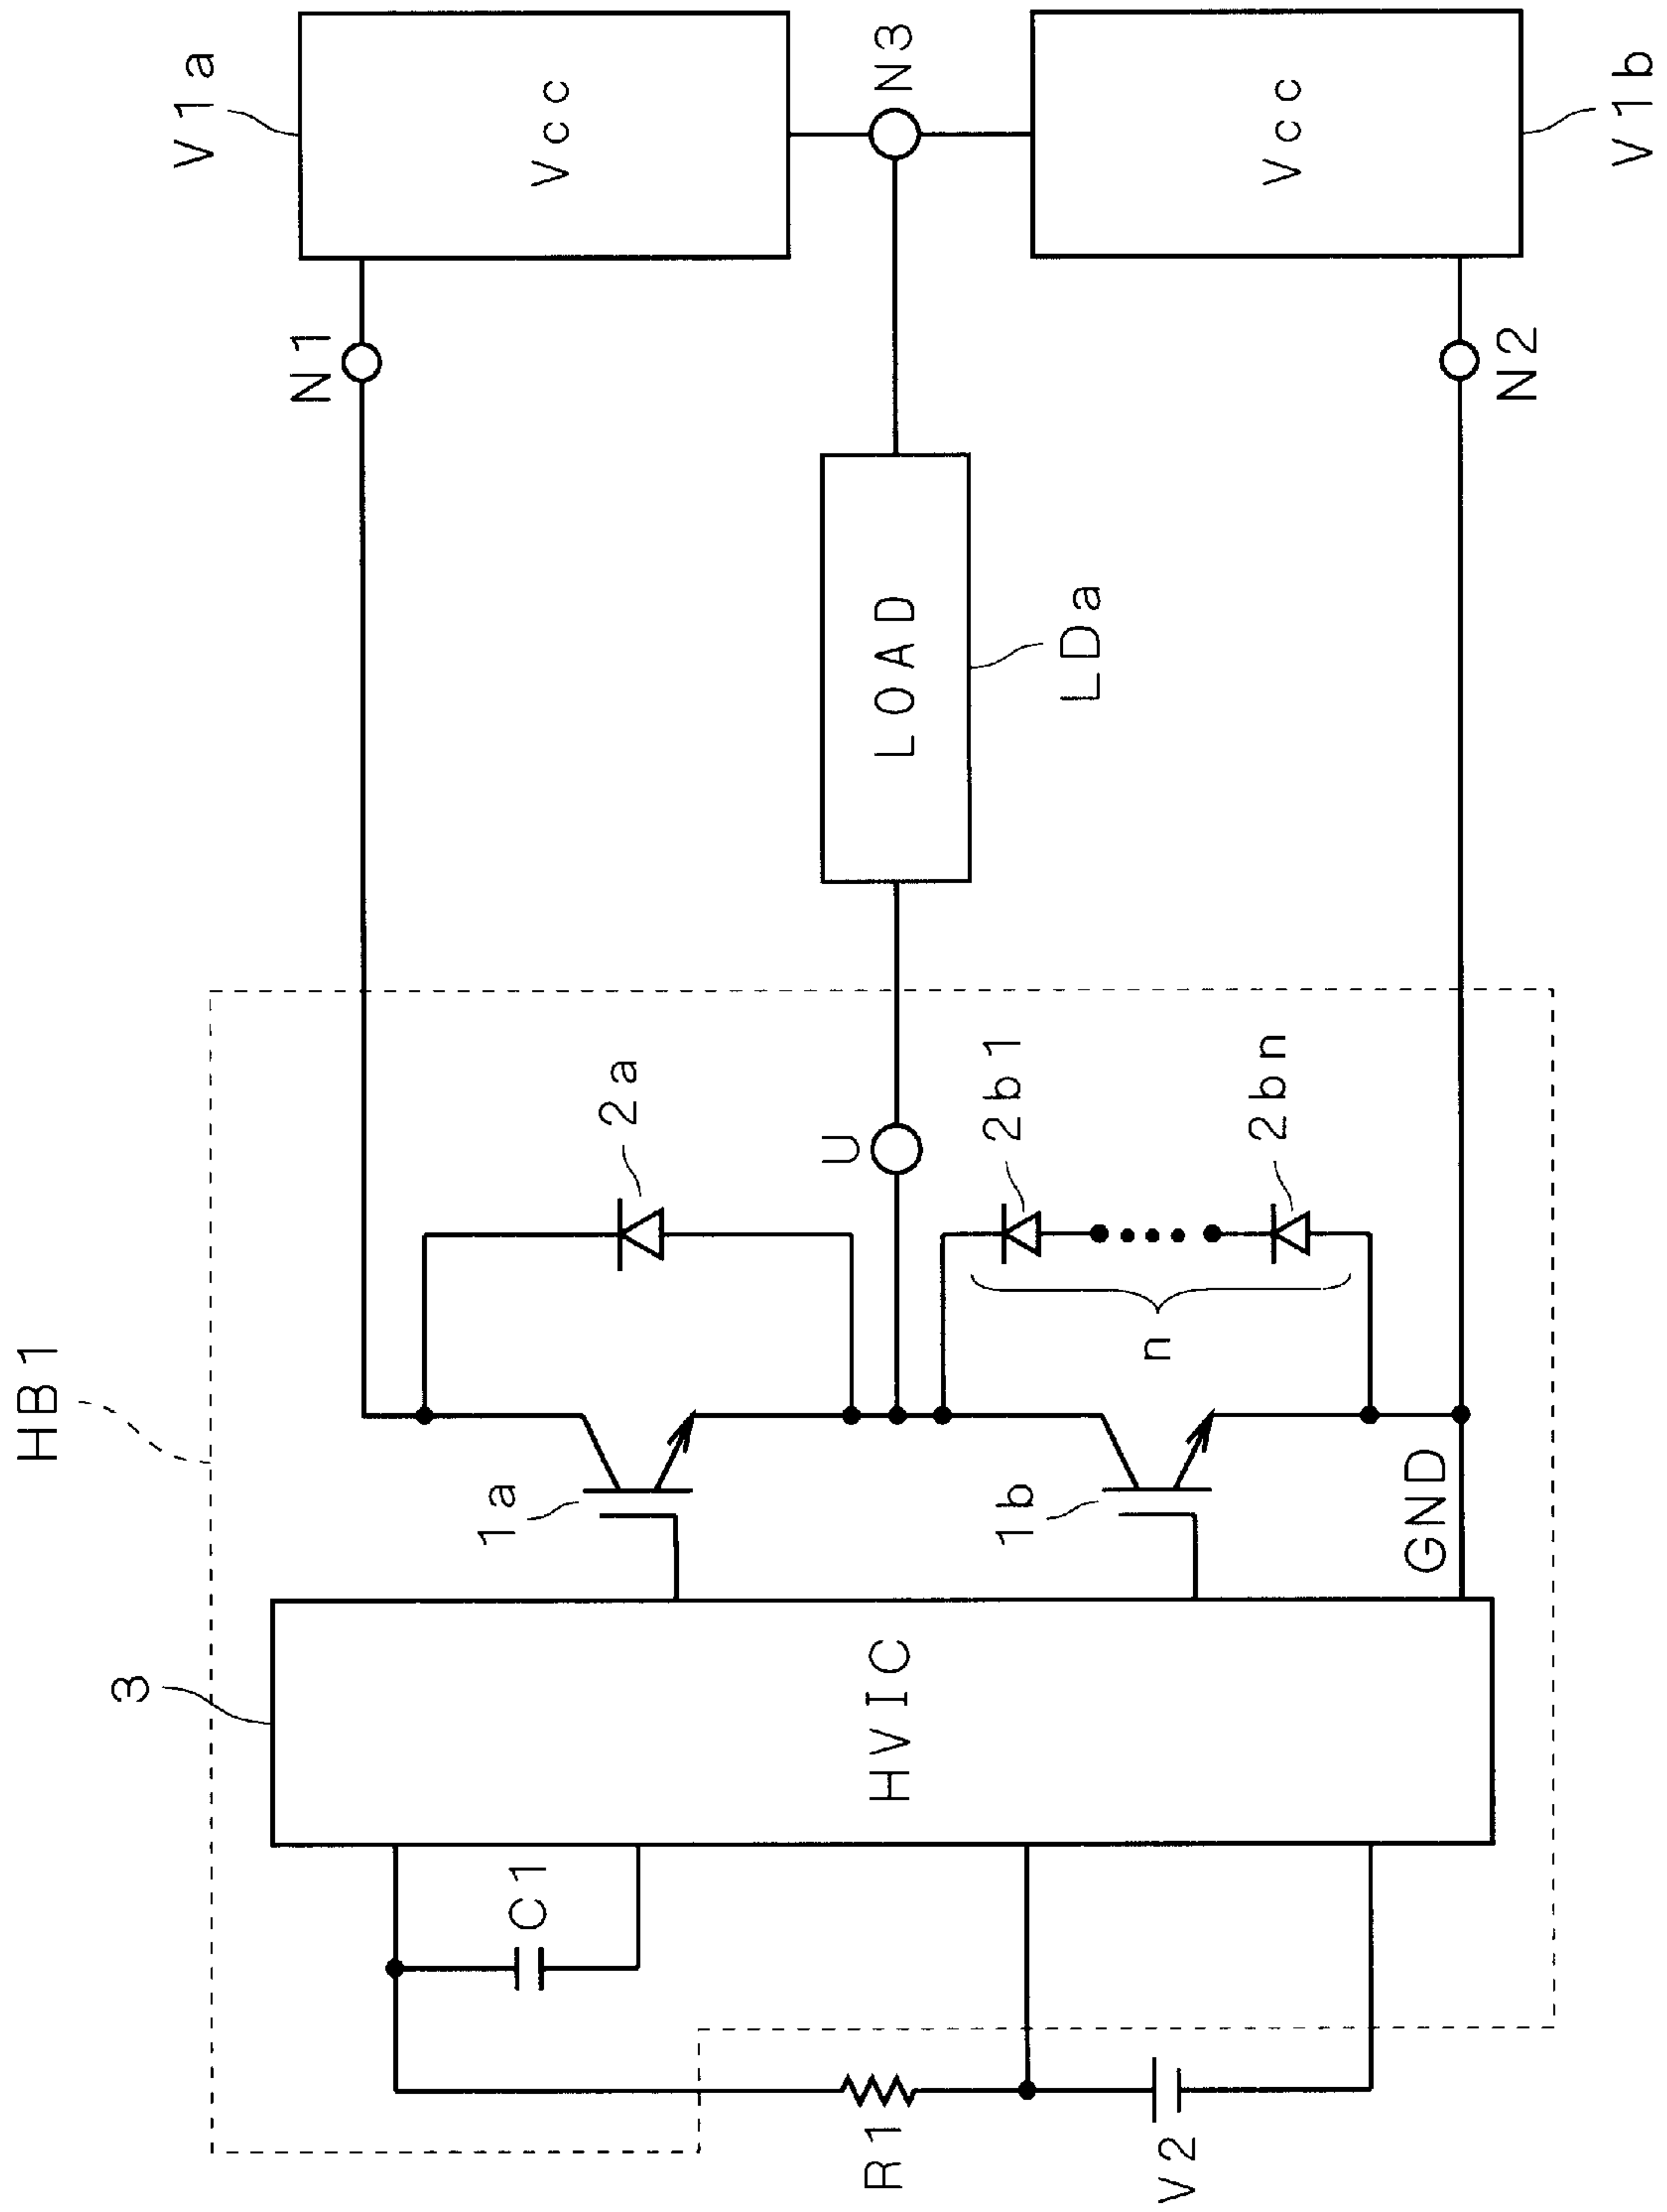 HB1
3
HVIC
C1
R1
V2
1a
1b
GND
2a
U
2b1
2bn
n
LOAD
LDa
N1
N2
N3
V1a
Vcc
Vcc
V1b